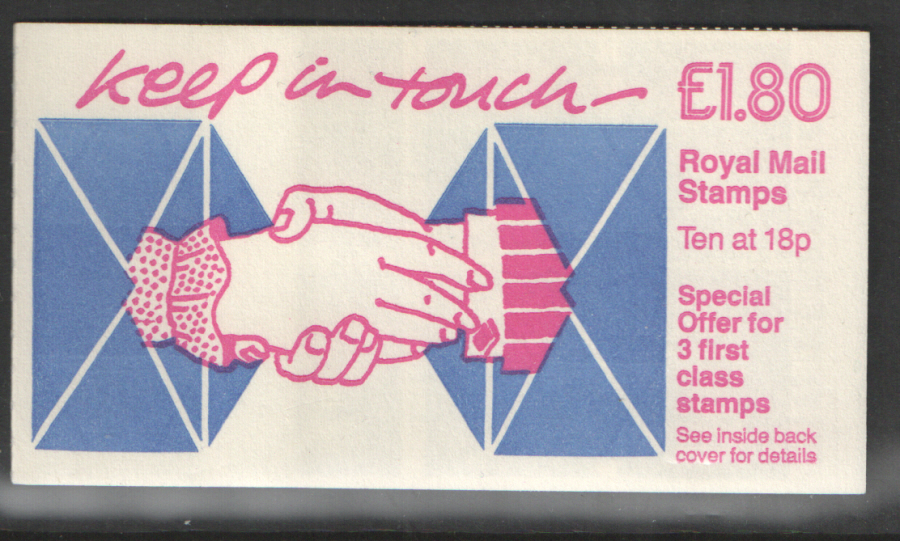 keep in touch
£1.80
Royal Mail
Stamps
Ten at 18p
Special
Offer for
3 first
class
stamps
See inside back
cover for details